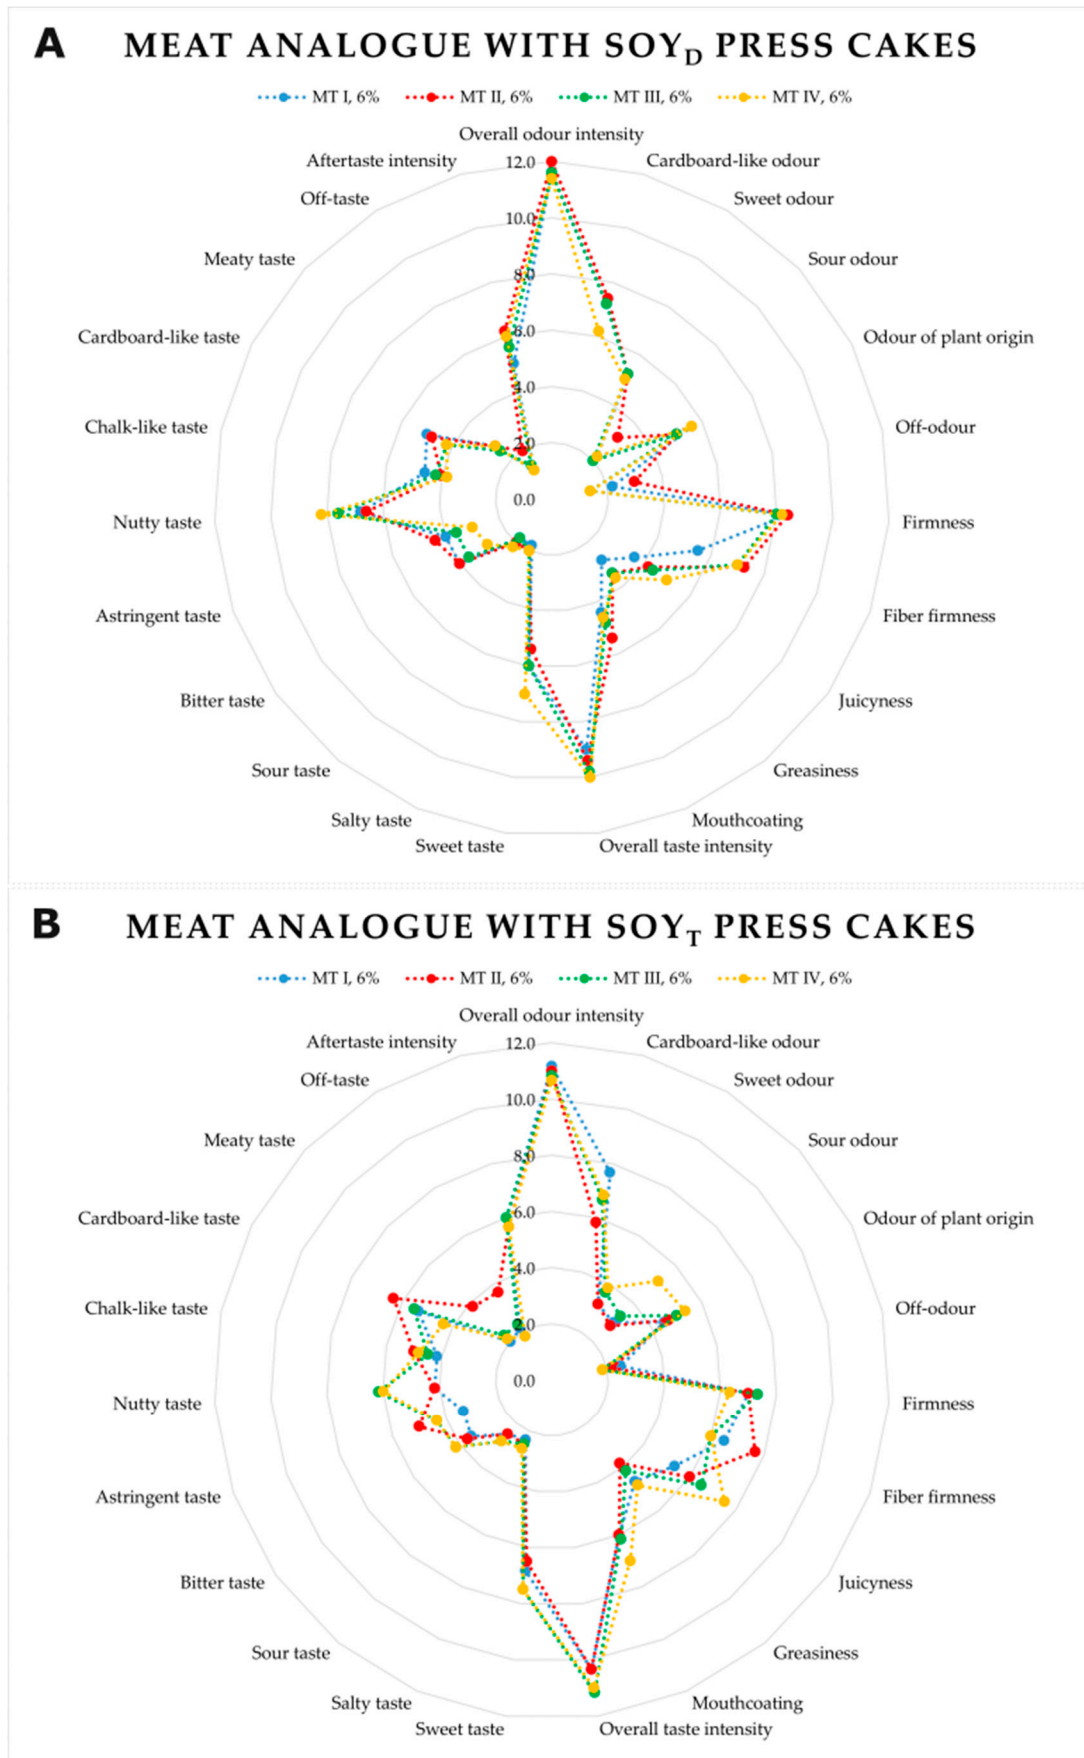 A
MEAT ANALOGUE WITH SOY_D PRESS CAKES
MT I, 6% MT II, 6% MT III, 6% MT IV, 6%
Overall odour intensity
Aftertaste intensity 12.0 Cardboard-like odour
Off-taste Sweet odour
10.0
Meaty taste Sour odour
8.0
Cardboard-like taste 6.0 Odour of plant origin
4.0
Chalk-like taste Off-odour
2.0
0.0
Nutty taste Firmness
Astringent taste Fiber firmness
Bitter taste Juicyness
Sour taste Greasiness
Salty taste Mouthcoating
Sweet taste Overall taste intensity
B
MEAT ANALOGUE WITH SOY_T PRESS CAKES
MT I, 6% MT II, 6% MT III, 6% MT IV, 6%
Overall odour intensity
Aftertaste intensity 12.0 Cardboard-like odour
Off-taste Sweet odour
10.0
Meaty taste Sour odour
8.0
Cardboard-like taste 6.0 Odour of plant origin
4.0
Chalk-like taste Off-odour
2.0
0.0
Nutty taste Firmness
Astringent taste Fiber firmness
Bitter taste Juicyness
Sour taste Greasiness
Salty taste Mouthcoating
Sweet taste Overall taste intensity